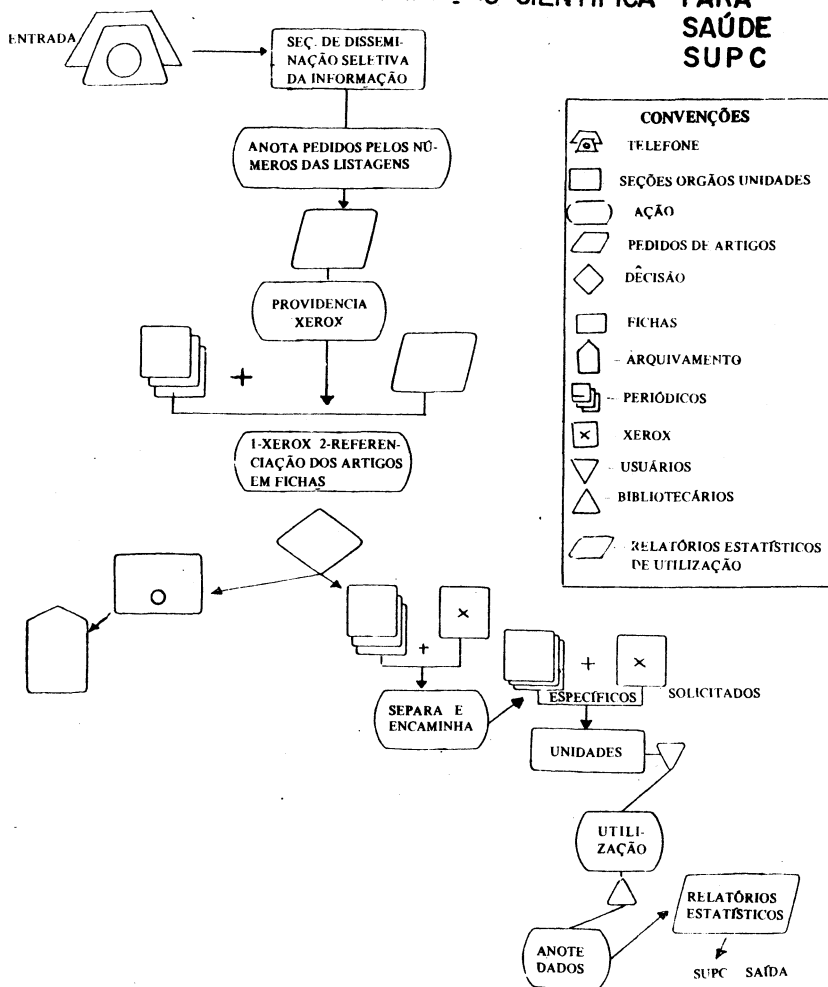 CIENTÍFICA PARA
SAÚDE
SUPC
ENTRADA
SEÇ. DE DISSEMI-
NAÇÃO SELETIVA
DA INFORMAÇÃO
ANOTA PEDIDOS PELOS NÚ-
MEROS DAS LISTAGENS
PROVIDENCIA
XEROX
+
1-XEROX 2-REFEREN-
CIAÇÃO DOS ARTIGOS
EM FICHAS
+
x
SEPARA E
ENCAMINHA
+
x
ESPECÍFICOS
SOLICITADOS
UNIDADES
UTILI-
ZAÇÃO
ANOTE
DADOS
RELATÓRIOS
ESTATÍSTICOS
SUPC SAÍDA
CONVENÇÕES
TELEFONE
SEÇÕES ORGÃOS UNIDADES
AÇÃO
PEDIDOS DE ARTIGOS
DÊCISÃO
FICHAS
- ARQUIVAMENTO
- PERIÓDICOS
x
XEROX
- USUÁRIOS
- BIBLIOTECÁRIOS
- RELATÓRIOS ESTATÍSTICOS
DE UTILIZAÇÃO